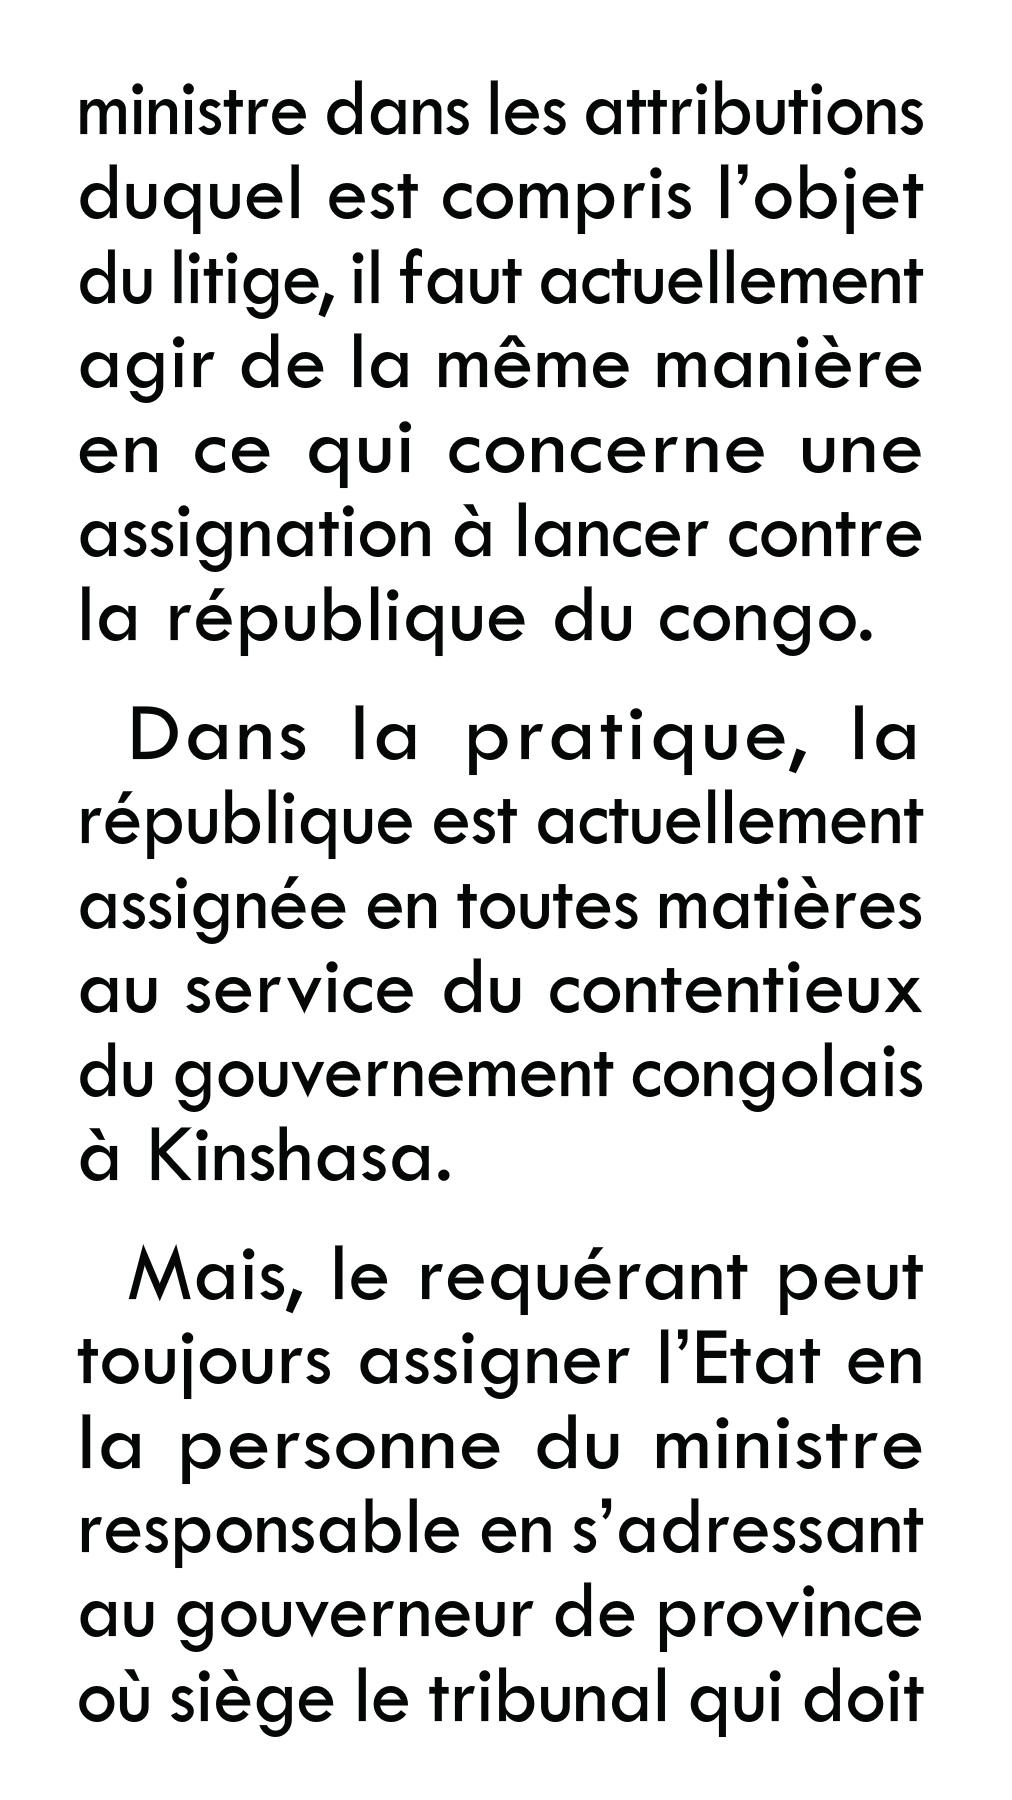 ministre dans les attributions
duquel est compris l’objet
du litige, il faut actuellement
agir de la même manière
en ce qui concerne une
assignation à lancer contre
la république du congo.
Dans la pratique, la
république est actuellement
assignée en toutes matières
au service du contentieux
du gouvernement congolais
à Kinshasa.
Mais, le requérant peut
toujours assigner l’Etat en
la personne du ministre
responsable en s’adressant
au gouverneur de province
où siège le tribunal qui doit